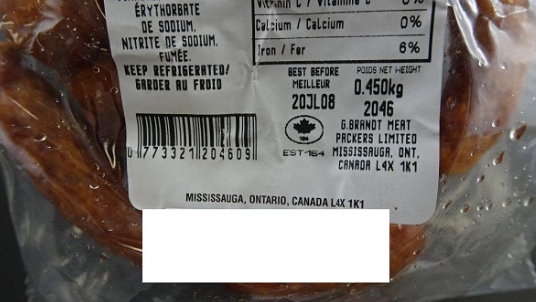 ÉRYTHORBATE
DE SODIUM,
NITRITE DE SODIUM.
FUMÉE.
KEEP REFRIGERATED/
GARDER AU FROID
0%
Calcium / Calcium 0%
Iron / Fer 6%
BEST BEFORE
MEILLEUR
20JL08
POIDS NET WEIGHT
0.450kg
2046
G.BRANDT MEAT
PACKERS LIMITED
MISSISSAUGA, ONT.
CANADA L4X 1K1
164
EST-164
0 773321 204609
MISSISSAUGA, ONTARIO, CANADA L4X 1K1